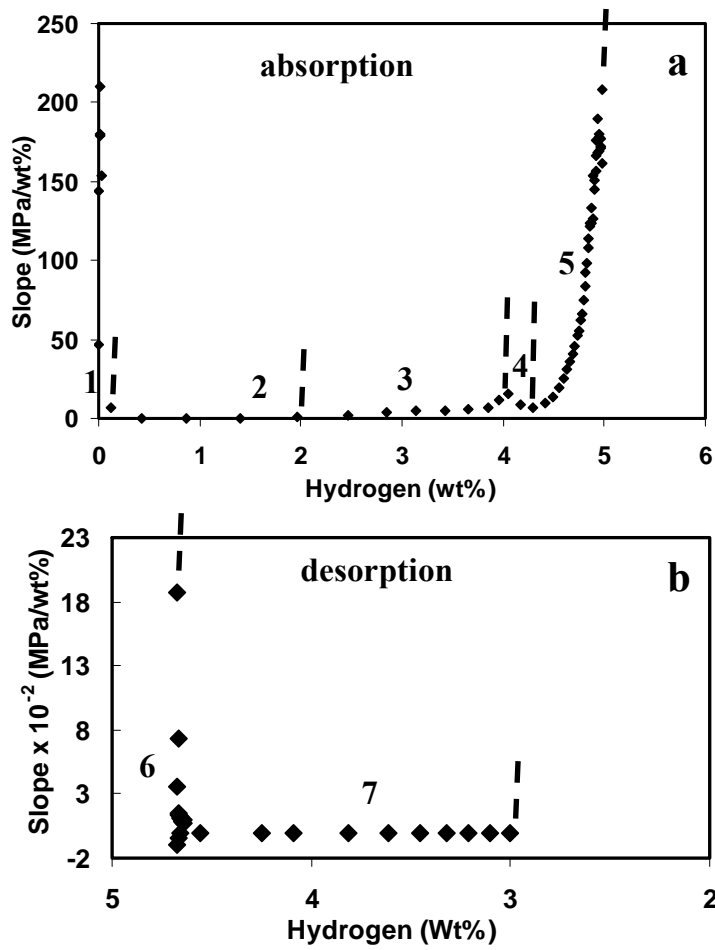 250
200
150
100
50
0
Slope (MPa/wt%)
absorption
a
1
2
3
4
5
0 1 2 3 4 5 6
Hydrogen (wt%)
23
18
13
8
3
-2
Slope x 10⁻² (MPa/wt%)
desorption
b
6
7
5 4 3 2
Hydrogen (Wt%)